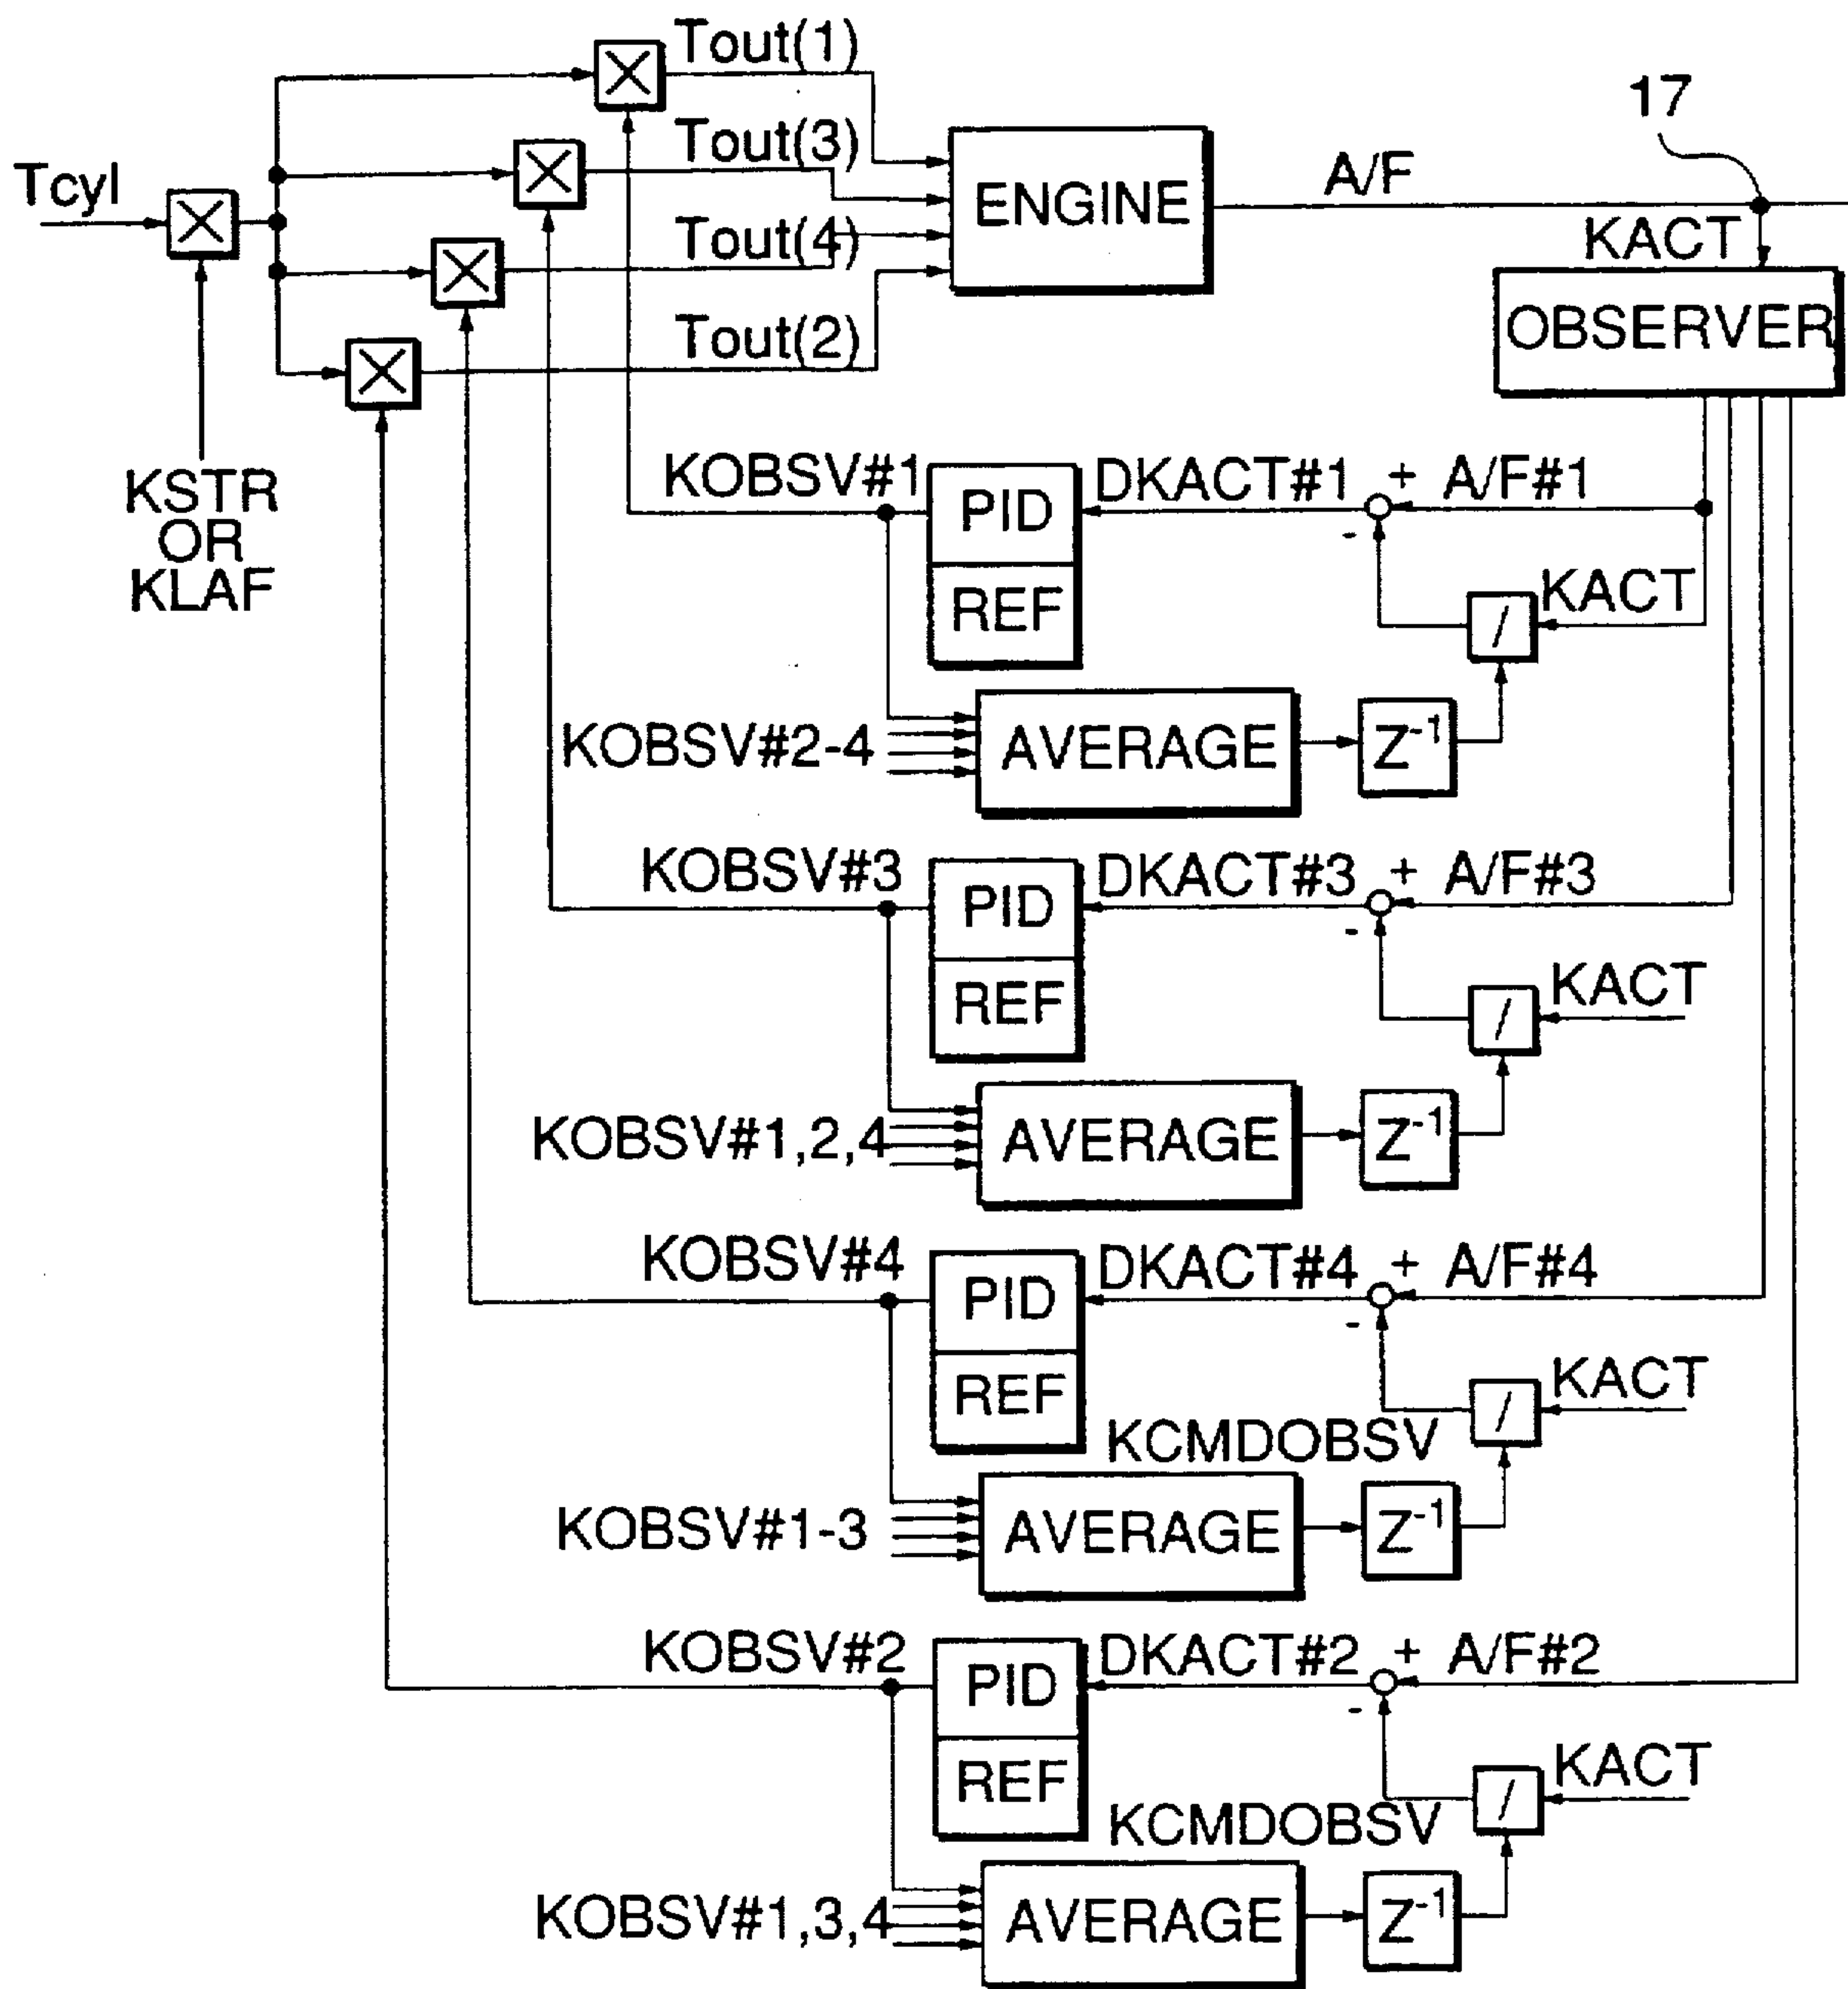 Tout(1)
17
Tout(3)
A/F
Tcyl
ENGINE
Tout(4)
KACT
OBSERVER
Tout(2)
KOBSV#1
PID
DKACT#1
+
A/F#1
KSTR
OR
KLAF
-
REF
/
KACT
KOBSV#2-4
AVERAGE
Z-1
KOBSV#3
PID
DKACT#3
+
A/F#3
-
REF
/
KACT
KOBSV#1,2,4
AVERAGE
Z-1
KOBSV#4
PID
DKACT#4
+
A/F#4
-
REF
/
KACT
KCMDOBSV
KOBSV#1-3
AVERAGE
Z-1
KOBSV#2
PID
DKACT#2
+
A/F#2
-
REF
/
KACT
KCMDOBSV
KOBSV#1,3,4
AVERAGE
Z-1